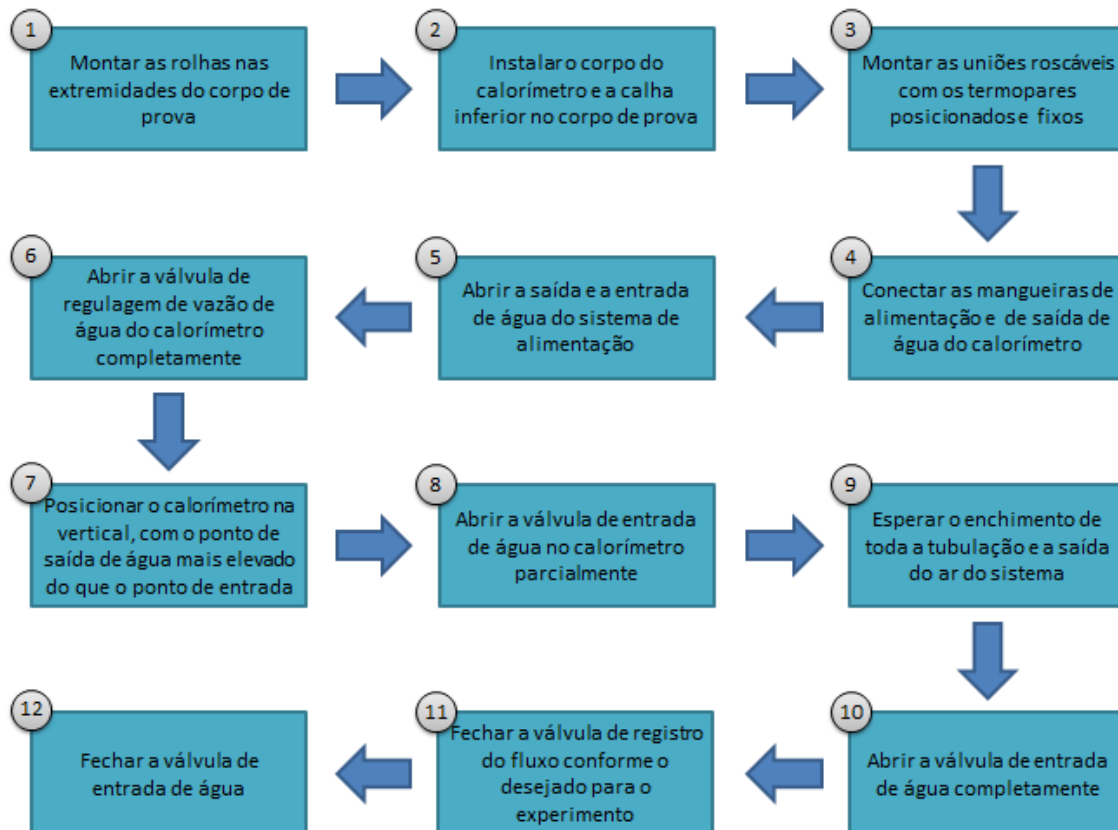 1
Montar as rolhas nas
extremidades do corpo de
prova
2
Instalar o corpo do
calorímetro e a calha
inferior no corpo de prova
3
Montar as uniões roscáveis
com os termopares
posicionados e fixos
4
Conectar as mangueiras de
alimentação e de saída de
água do calorímetro
5
Abrir a saída e a entrada
de água do sistema de
alimentação
6
Abrir a válvula de
regulagem de vazão de
água do calorímetro
completamente
7
Posicionar o calorímetro na
vertical, com o ponto de
saída de água mais elevado
do que o ponto de entrada
8
Abrir a válvula de entrada
de água no calorímetro
parcialmente
9
Esperar o enchimento de
toda a tubulação e a saída
do ar do sistema
10
Abrir a válvula de entrada
de água completamente
11
Fechar a válvula de registro
do fluxo conforme o
desejado para o
experimento
12
Fechar a válvula de
entrada de água